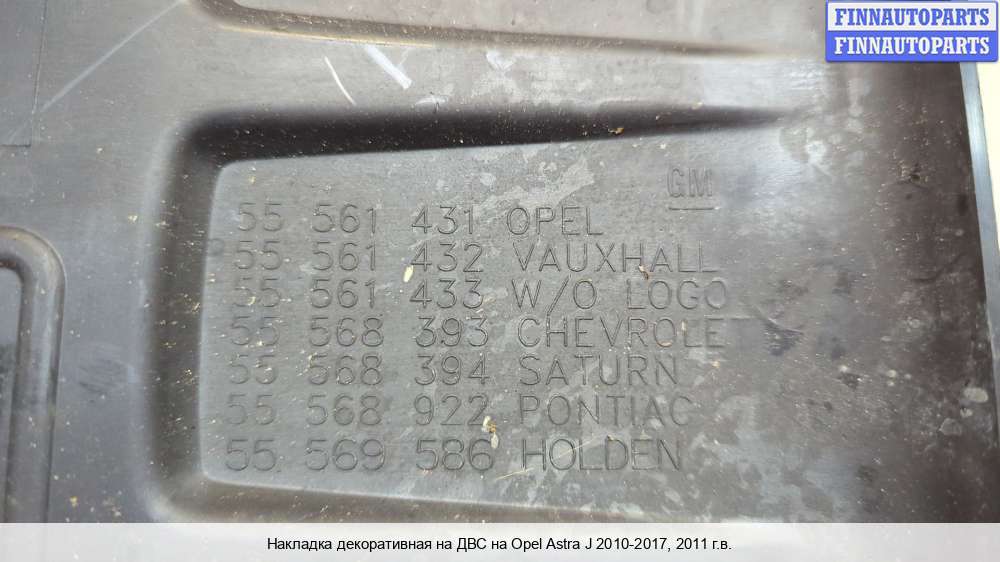 FINNAUTOPARTS
FINNAUTOPARTS
GM
55 561 431 OPEL
55 561 432 VAUXHALL
55 561 433 W/O LOGO
55 568 393 CHEVROLE
55 568 394 SATURN
55 568 922 PONTIAC
55 569 586 HOLDEN
Накладка декоративная на ДВС на Opel Astra J 2010-2017, 2011 г.в.